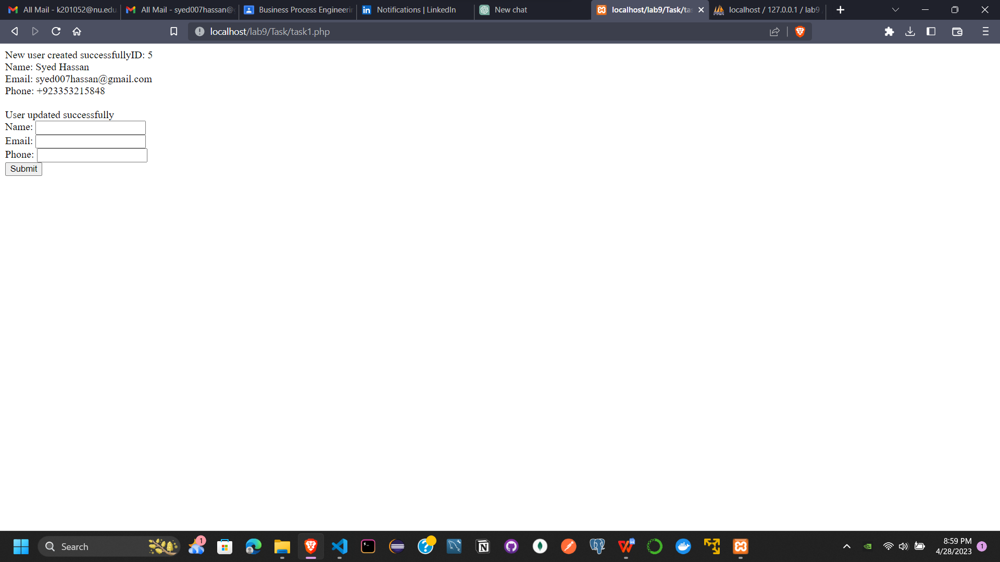 All Mail - k201052@nu.edu
All Mail - syed007hassan@
Business Process Engineerin
Notifications | LinkedIn
New chat
localhost/lab9/Task/ta
localhost / 127.0.0.1 / lab9
localhost/lab9/Task/task1.php
New user created successfullyID: 5
Name: Syed Hassan
Email: syed007hassan@gmail.com
Phone: +923353215848
User updated successfully
Name:
Email:
Phone:
Submit
Search
1
8:59 PM
4/28/2023
1